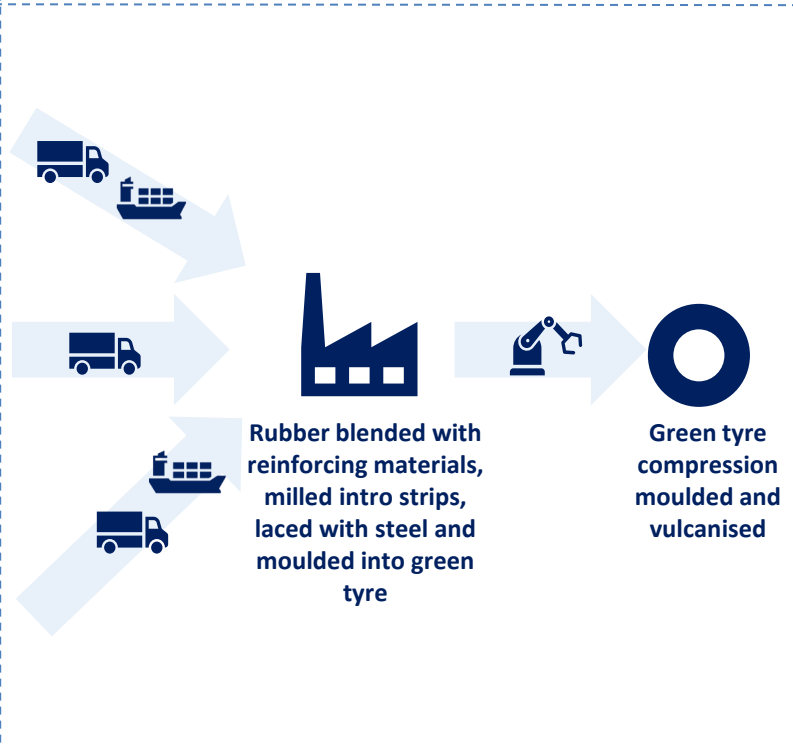 Rubber blended with
reinforcing materials,
milled intro strips,
laced with steel and
moulded into green
tyre
Green tyre
compression
moulded and
vulcanised